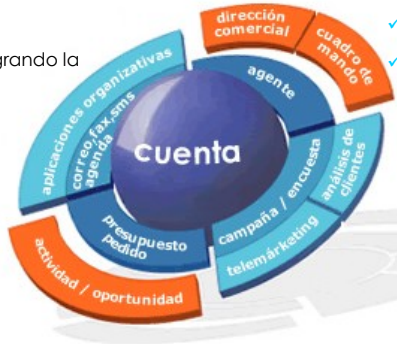 dirección
comercial
cuadro de
mando
grando la
agente
aplicaciones organizativas
correo,fax,sms
agenda
cuenta
análisis de
clientes
campaña / encuesta
presupuesto
pedido
telemárketing
actividad / oportunidad